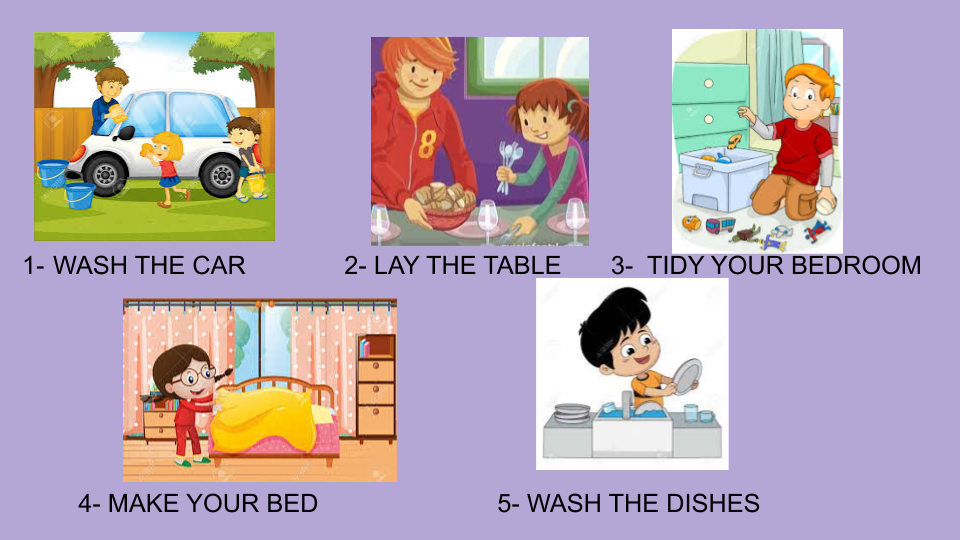 8
1- WASH THE CAR
2- LAY THE TABLE
3- TIDY YOUR BEDROOM
4- MAKE YOUR BED
5- WASH THE DISHES